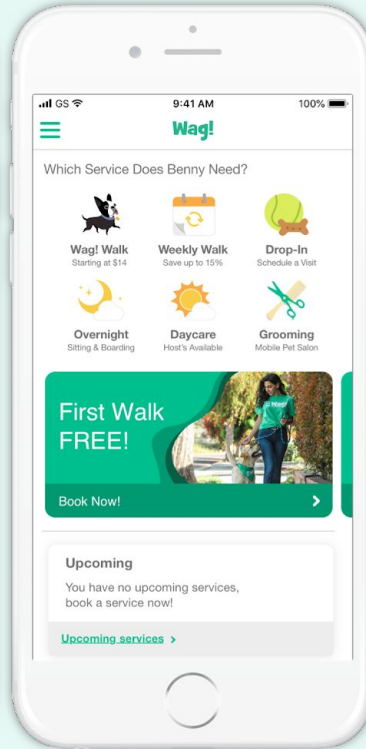 GS 9:41 AM 100%
Wag!
Which Service Does Benny Need?
Wag! Walk Weekly Walk Drop-In
Starting at $14 Save up to 15% Schedule a Visit
Overnight Daycare Grooming
Sitting & Boarding Host's Available Mobile Pet Salon
First Walk
FREE!
Wag!
Book Now!
Upcoming
You have no upcoming services,
book a service now!
Upcoming services